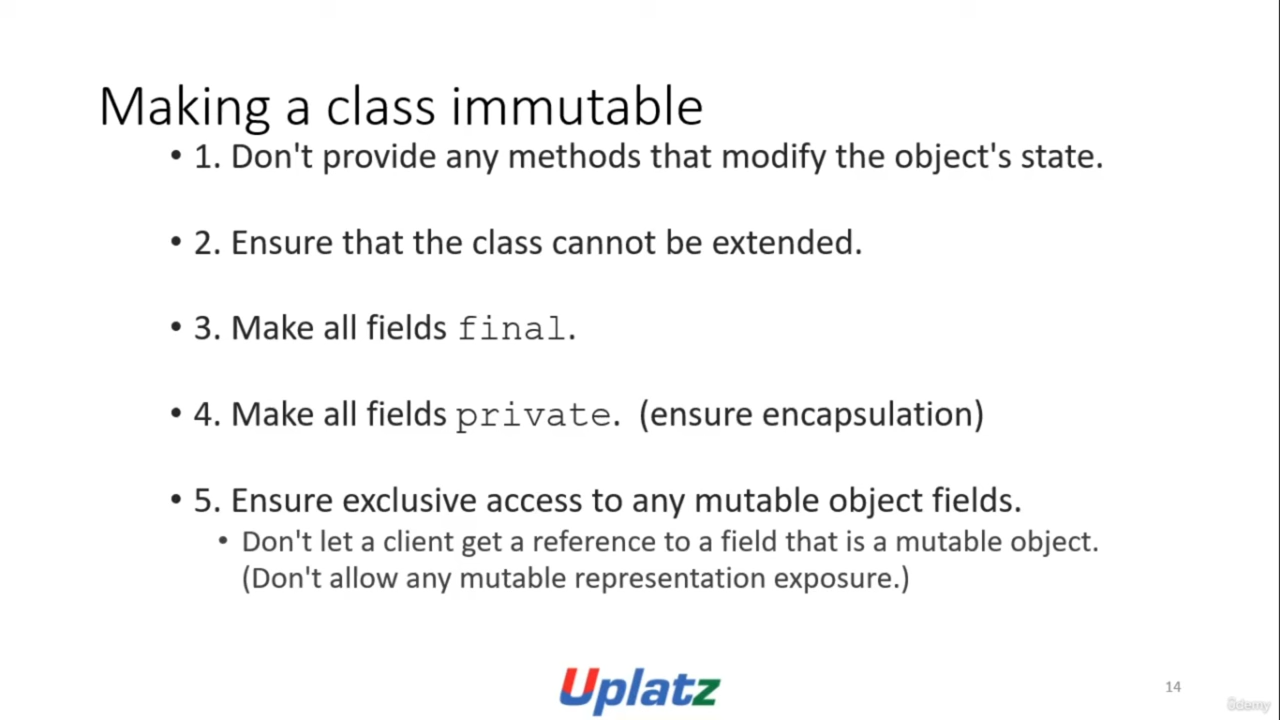 Making a class immutable
• 1. Don't provide any methods that modify the object's state.
• 2. Ensure that the class cannot be extended.
• 3. Make all fields final.
• 4. Make all fields private. (ensure encapsulation)
• 5. Ensure exclusive access to any mutable object fields.
• Don't let a client get a reference to a field that is a mutable object.
(Don't allow any mutable representation exposure.)
Uplatz
14
ûdemy